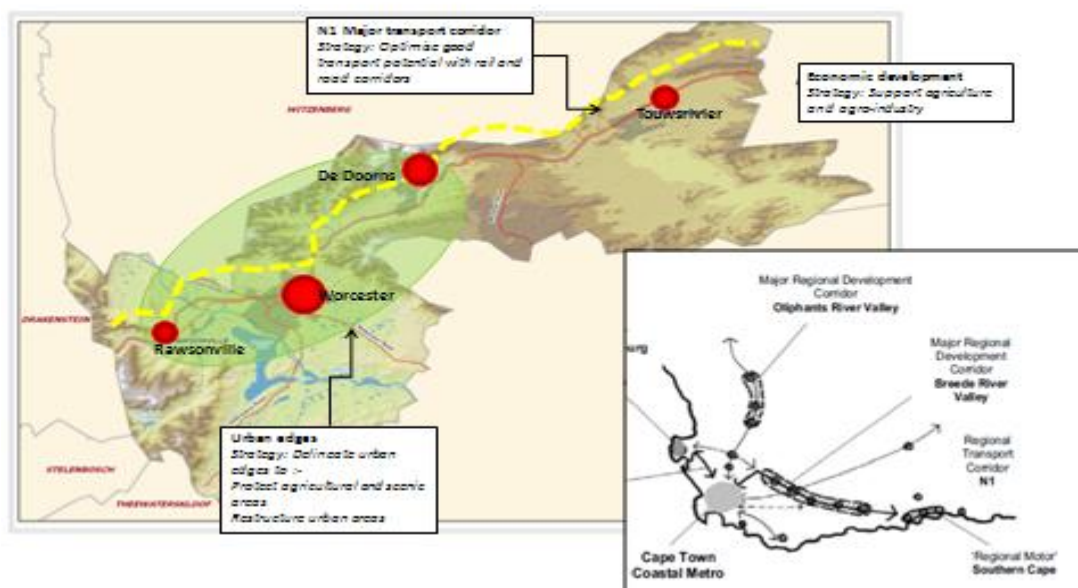 N1 Major transport corridor
Strategy: Optimise good
transport potential with rail and
road corridors
Economic development
Strategy: Support agriculture
and agro-industry
WITZENBERG
Touwsrivier
De Doorns
Worcester
DRAKENSTEIN
Rawsonville
Urban edges
Strategy: Delineate urban
edges to :-
Protect agricultural and scenic
areas
Restructure urban areas
STELLENBOSCH
THEEWATERSKLOOF
Major Regional Development
Corridor
Oliphants River Valley
burg
Major Regional
Development
Corridor
Breede River
Valley
Regional
Transport
Corridor
N1
Cape Town
Coastal Metro
'Regional Motor'
Southern Cape